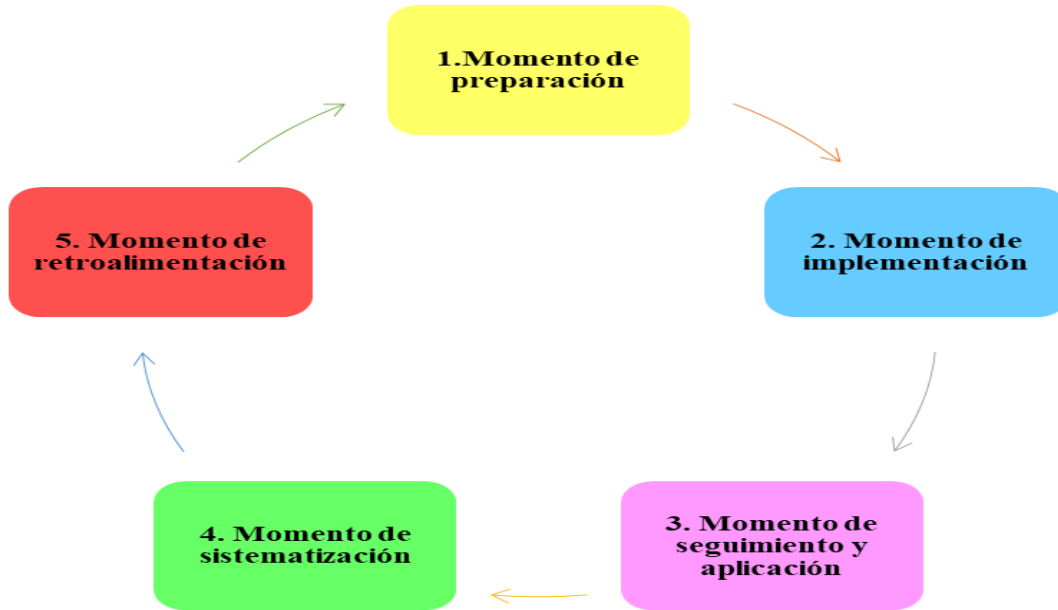 1.Momento de
preparación
2. Momento de
implementación
3. Momento de
seguimiento y
aplicación
4. Momento de
sistematización
5. Momento de
retroalimentación